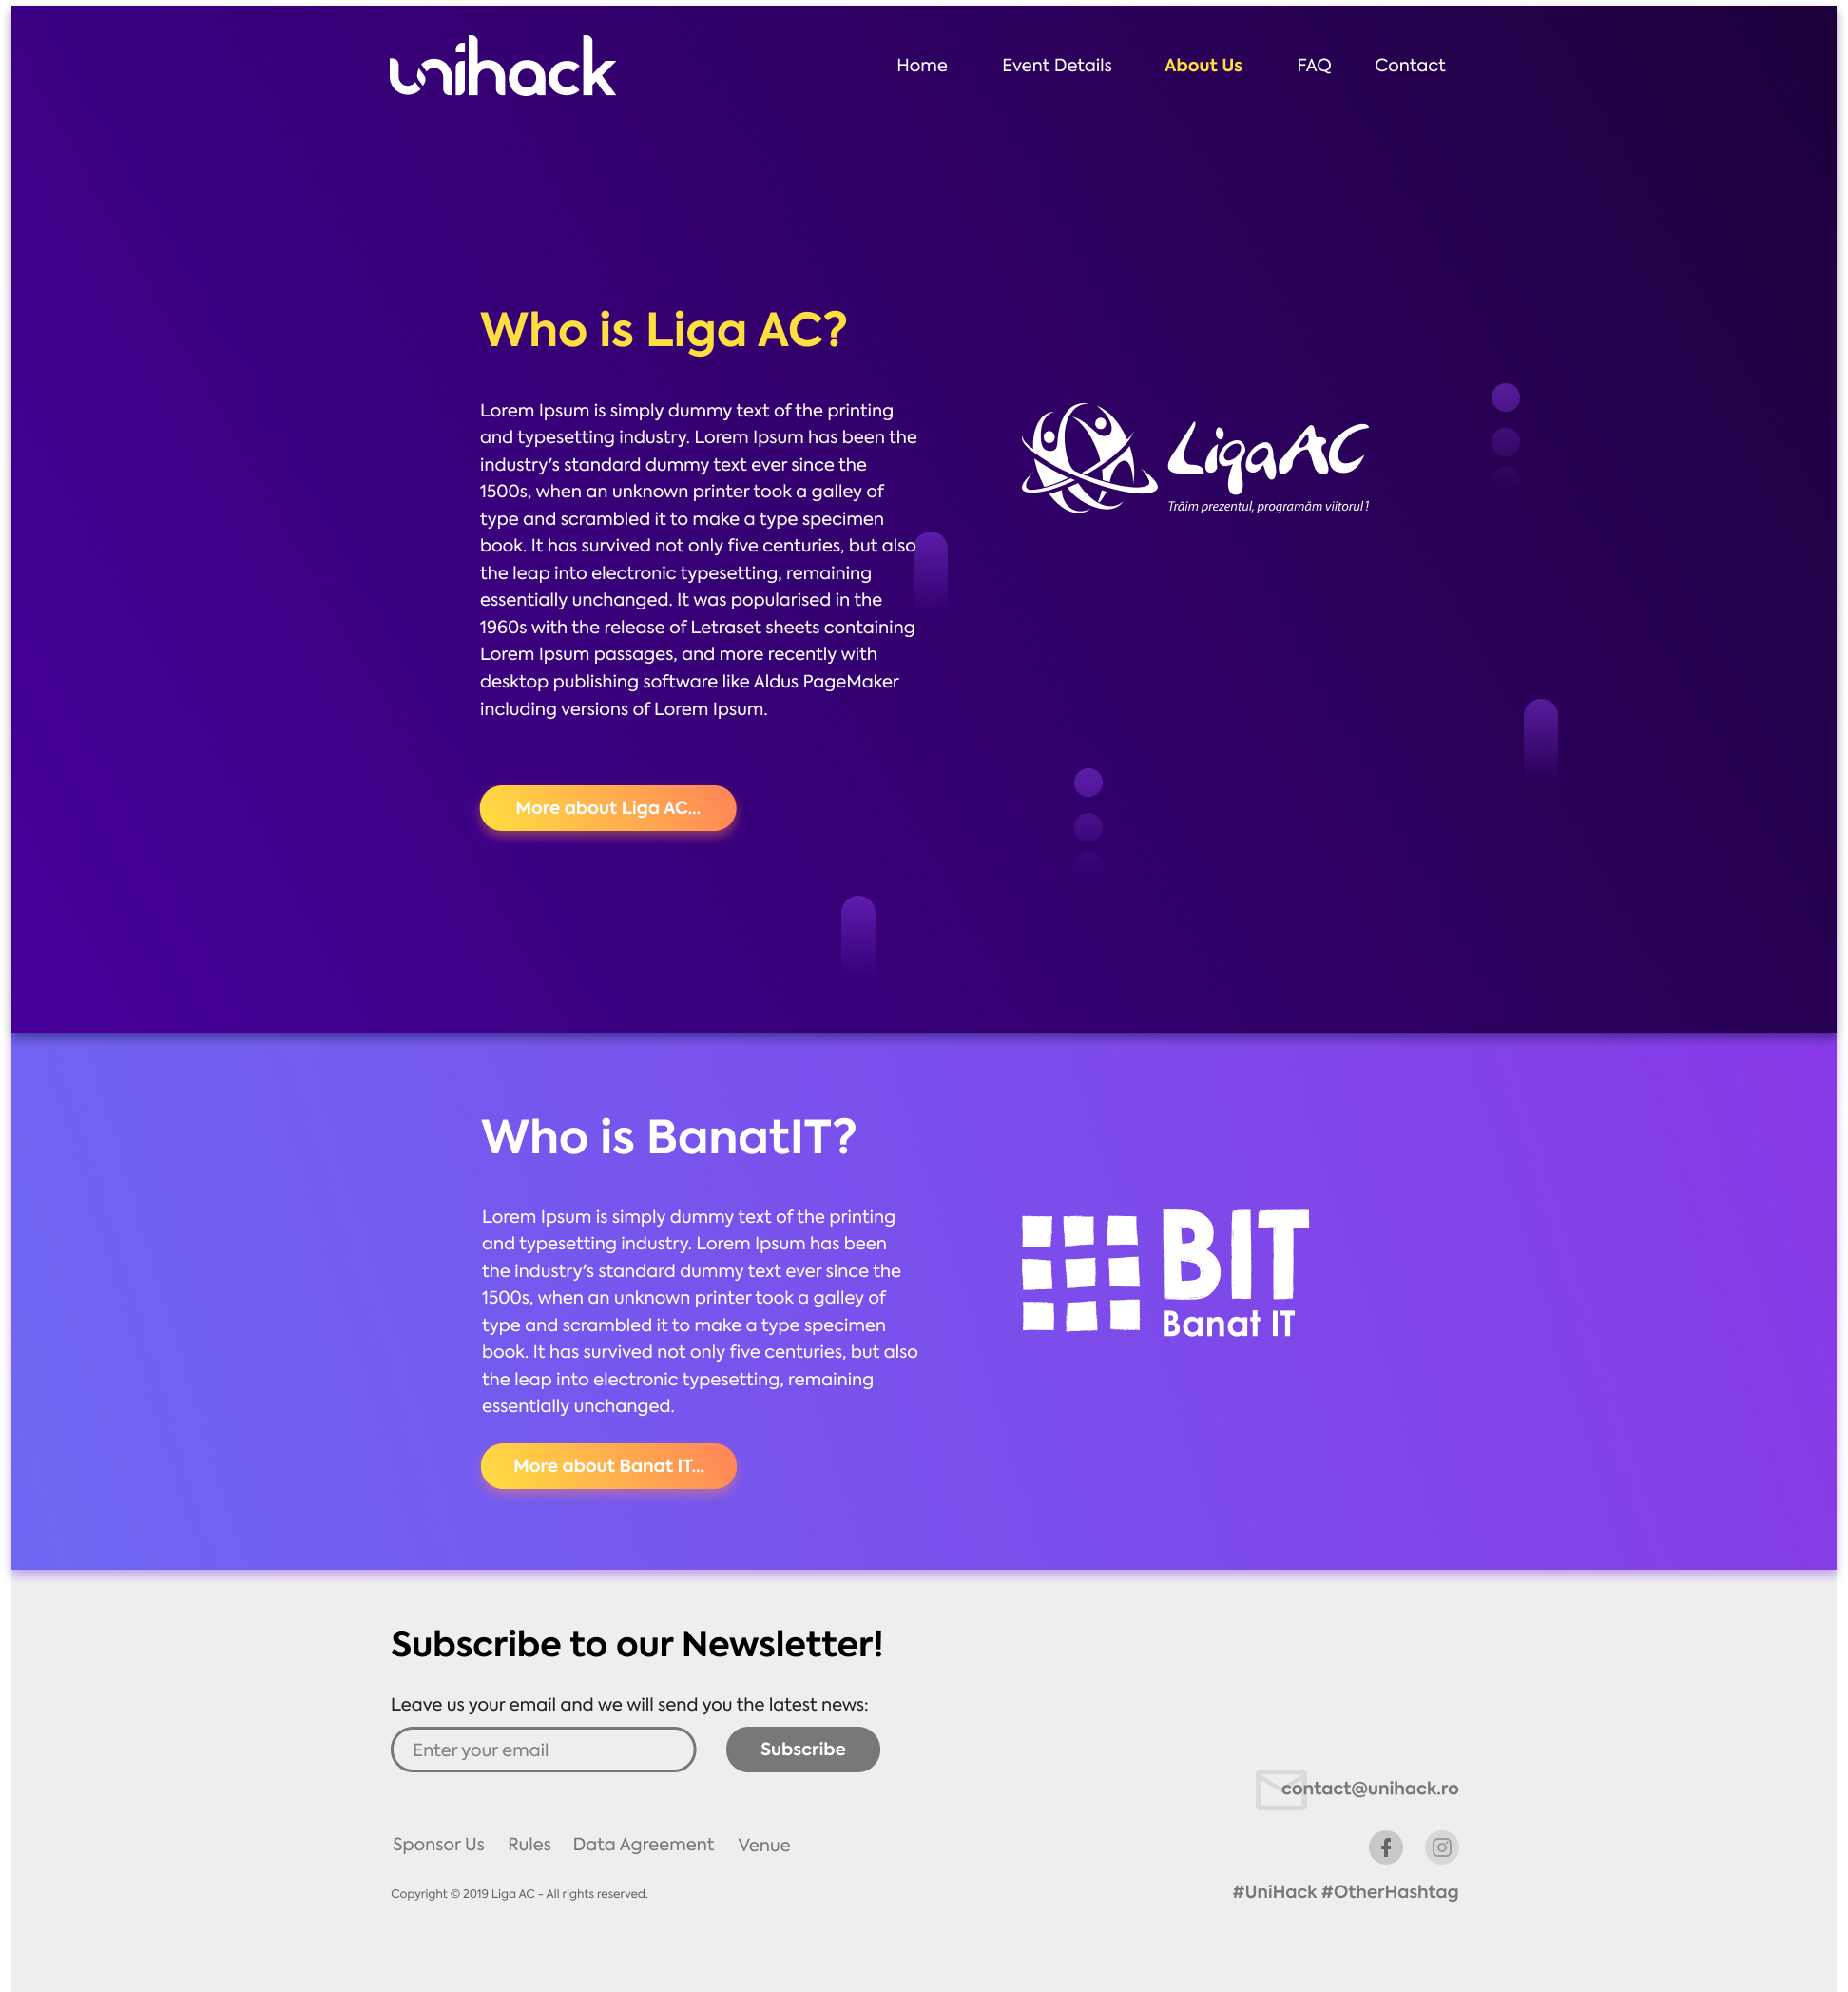 unihack
Home Event Details About Us FAQ Contact
Who is Liga AC?
Lorem Ipsum is simply dummy text of the printing
and typesetting industry. Lorem Ipsum has been the
industry's standard dummy text ever since the
1500s, when an unknown printer took a galley of
type and scrambled it to make a type specimen
book. It has survived not only five centuries, but also
the leap into electronic typesetting, remaining
essentially unchanged. It was popularised in the
1960s with the release of Letraset sheets containing
Lorem Ipsum passages, and more recently with
desktop publishing software like Aldus PageMaker
including versions of Lorem Ipsum.
More about Liga AC...
LigaAC
Trăim prezentul, programăm viitorul!
Who is BanatIT?
Lorem Ipsum is simply dummy text of the printing
and typesetting industry. Lorem Ipsum has been
the industry's standard dummy text ever since the
1500s, when an unknown printer took a galley of
type and scrambled it to make a type specimen
book. It has survived not only five centuries, but also
the leap into electronic typesetting, remaining
essentially unchanged.
More about Banat IT...
BIT
Banat IT
Subscribe to our Newsletter!
Leave us your email and we will send you the latest news:
Enter your email
Subscribe
contact@unihack.ro
Sponsor Us Rules Data Agreement Venue
#UniHack #OtherHashtag
Copyright © 2019 Liga AC - All rights reserved.